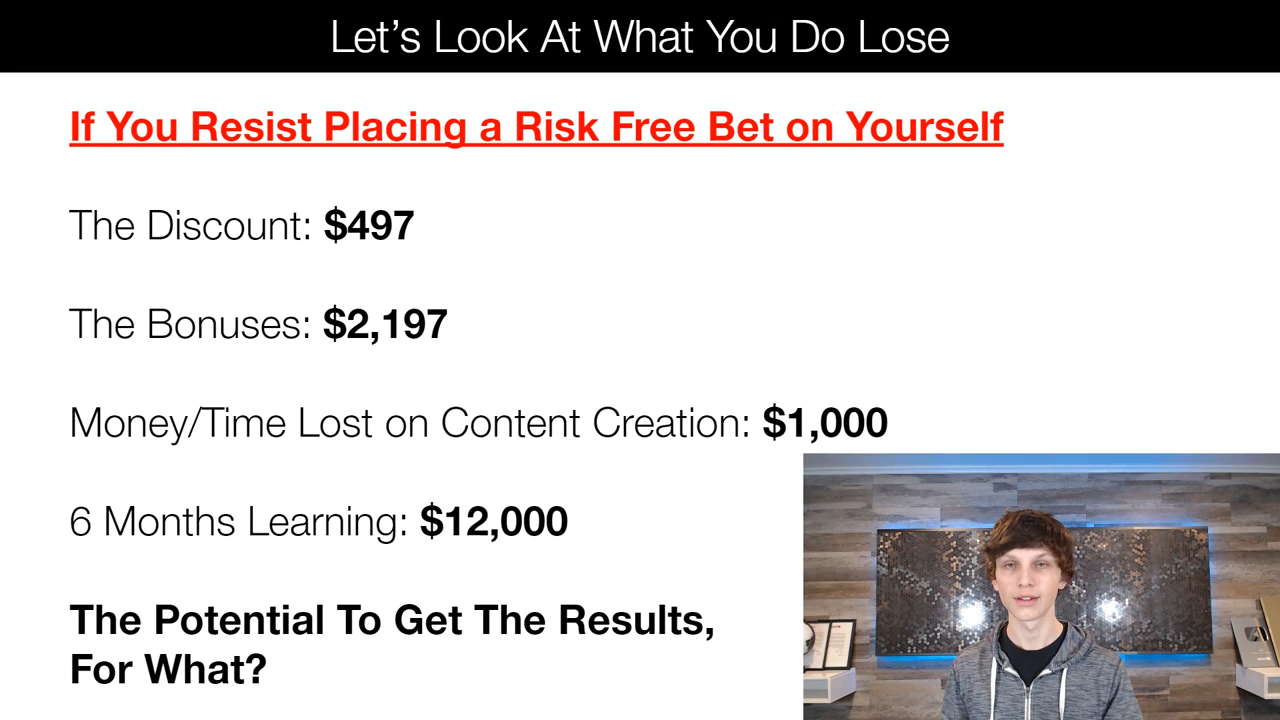 Let's Look At What You Do Lose
If You Resist Placing a Risk Free Bet on Yourself
The Discount: $497
The Bonuses: $2,197
Money/Time Lost on Content Creation: $1,000
6 Months Learning: $12,000
The Potential To Get The Results,
For What?